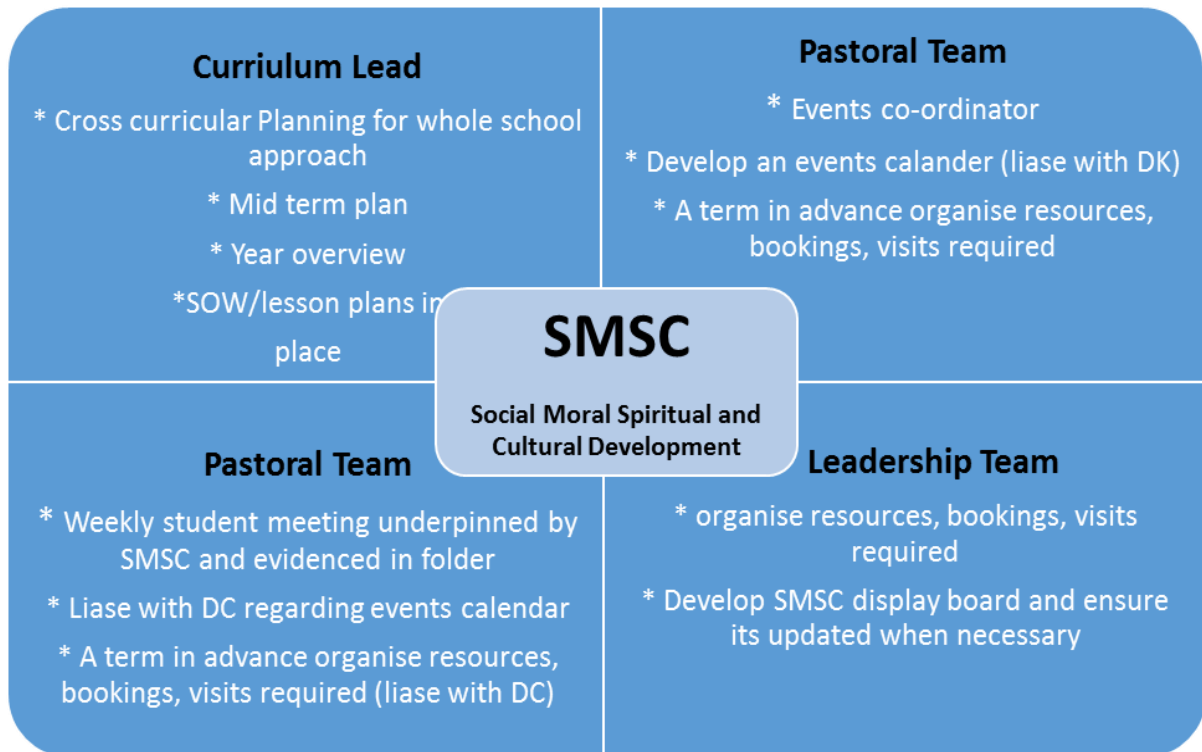 Curriulum Lead
* Cross curricular Planning for whole school
approach
* Mid term plan
* Year overview
*SOW/lesson plans in
place
Pastoral Team
* Events co-ordinator
* Develop an events calander (liase with DK)
* A term in advance organise resources,
bookings, visits required
SMSC
Social Moral Spiritual and
Cultural Development
Pastoral Team
* Weekly student meeting underpinned by
SMSC and evidenced in folder
* Liase with DC regarding events calendar
* A term in advance organise resources,
bookings, visits required (liase with DC)
Leadership Team
* organise resources, bookings, visits
required
* Develop SMSC display board and ensure
its updated when necessary